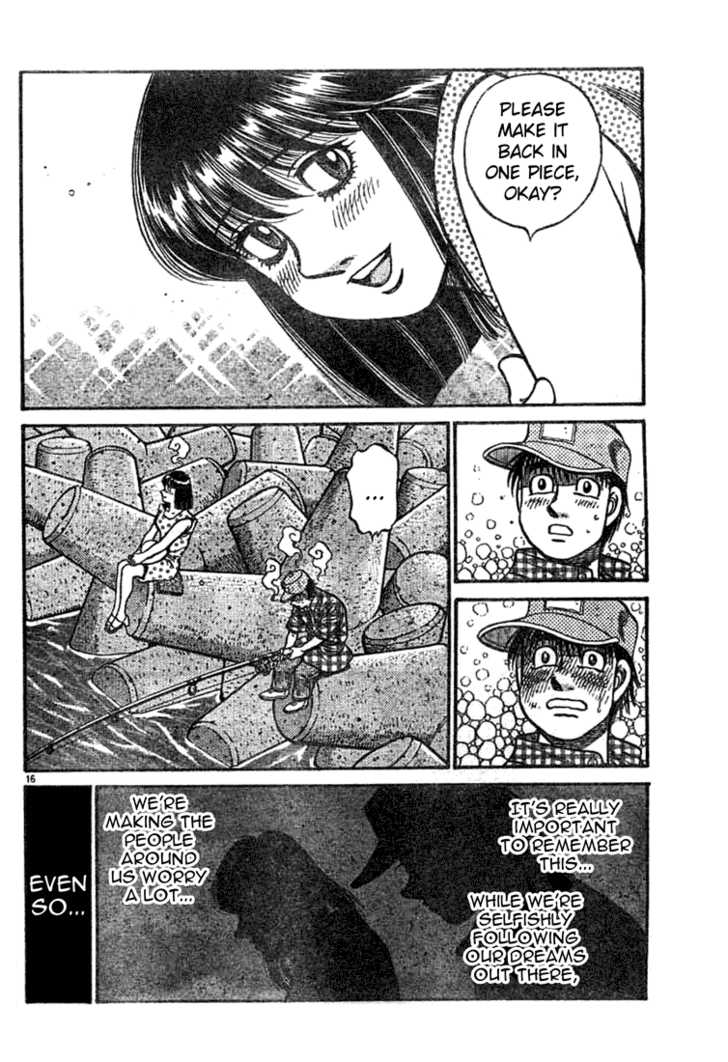 PLEASE
MAKE IT
BACK IN
ONE PIECE,
OKAY?
?
...
16
IT'S REALLY
IMPORTANT
TO REMEMBER
THIS...
WHILE WE'RE
SELFISHLY
FOLLOWING
OUR DREAMS
OUT THERE,
WE'RE
MAKING THE
PEOPLE
AROUND
US WORRY
A LOT...
EVEN
SO...